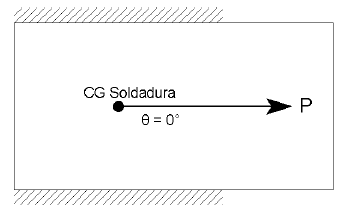 CG Soldadura
P
θ = 0°